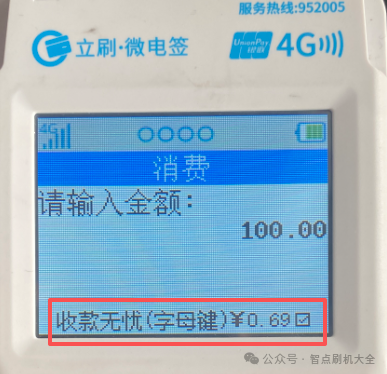 服务热线:952005
立刷·微电签
UnionPay
银联
4G
4G
消费
请输入金额:
100.00
收款无忧(字母键)¥0.69
公众号·智点刷机大全